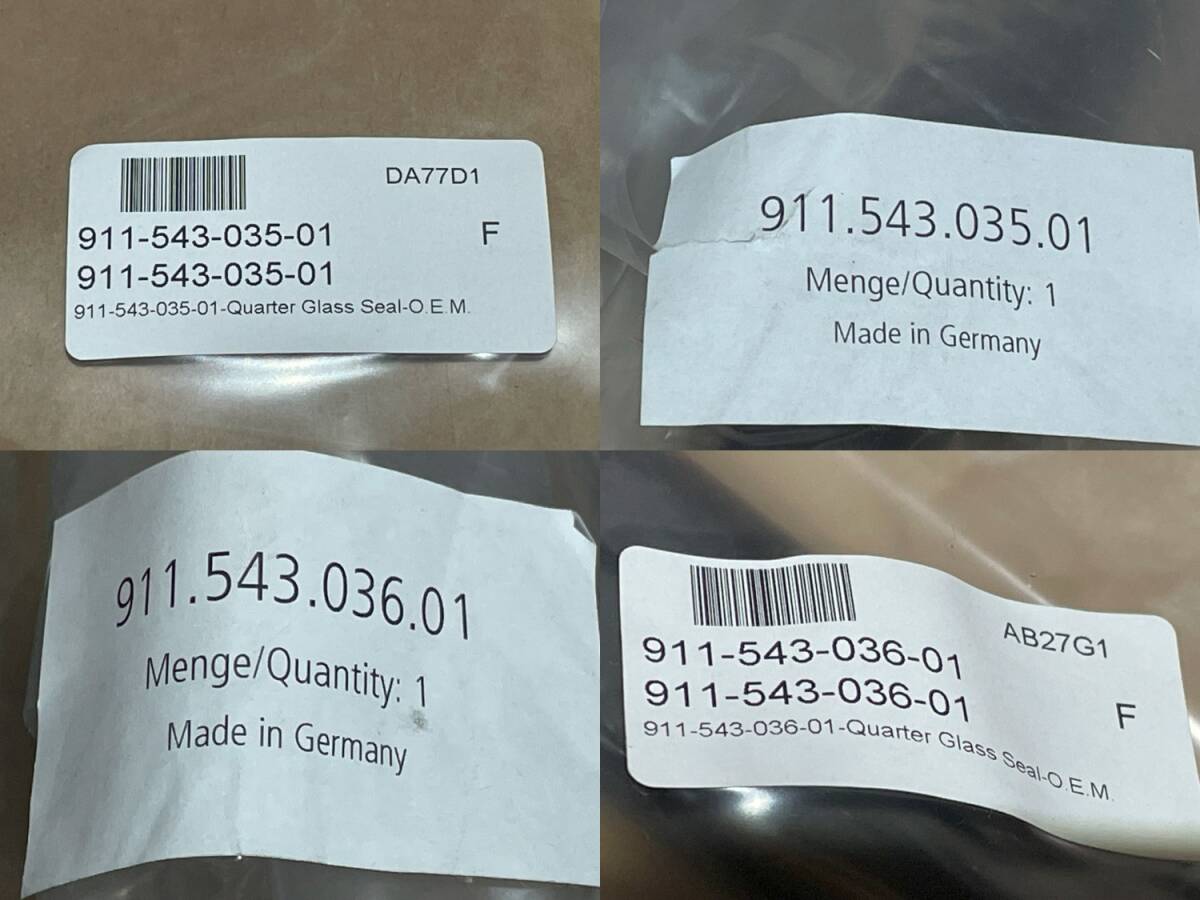 DA77D1
911-543-035-01
F
911-543-035-01
911-543-035-01-Quarter Glass Seal-O.E.M.
911.543.035.01
Menge/Quantity: 1
Made in Germany
911.543.036.01
Menge/Quantity: 1
Made in Germany
AB27G1
911-543-036-01
911-543-036-01
F
911-543-036-01-Quarter Glass Seal-O.E.M.